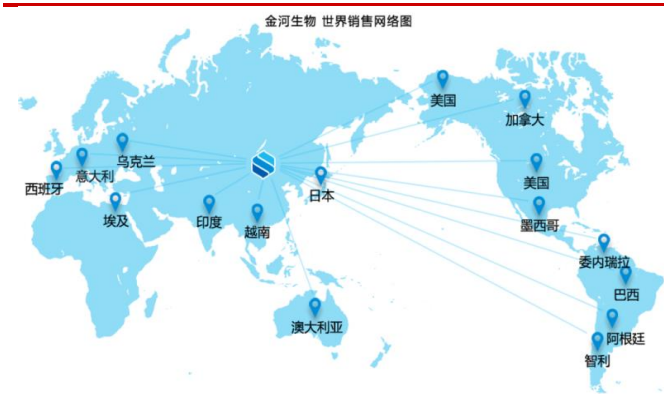 金河生物 世界销售网络图
美国
加拿大
乌克兰
意大利
西班牙
美国
日本
埃及
印度
越南
墨西哥
委内瑞拉
巴西
澳大利亚
阿根廷
智利